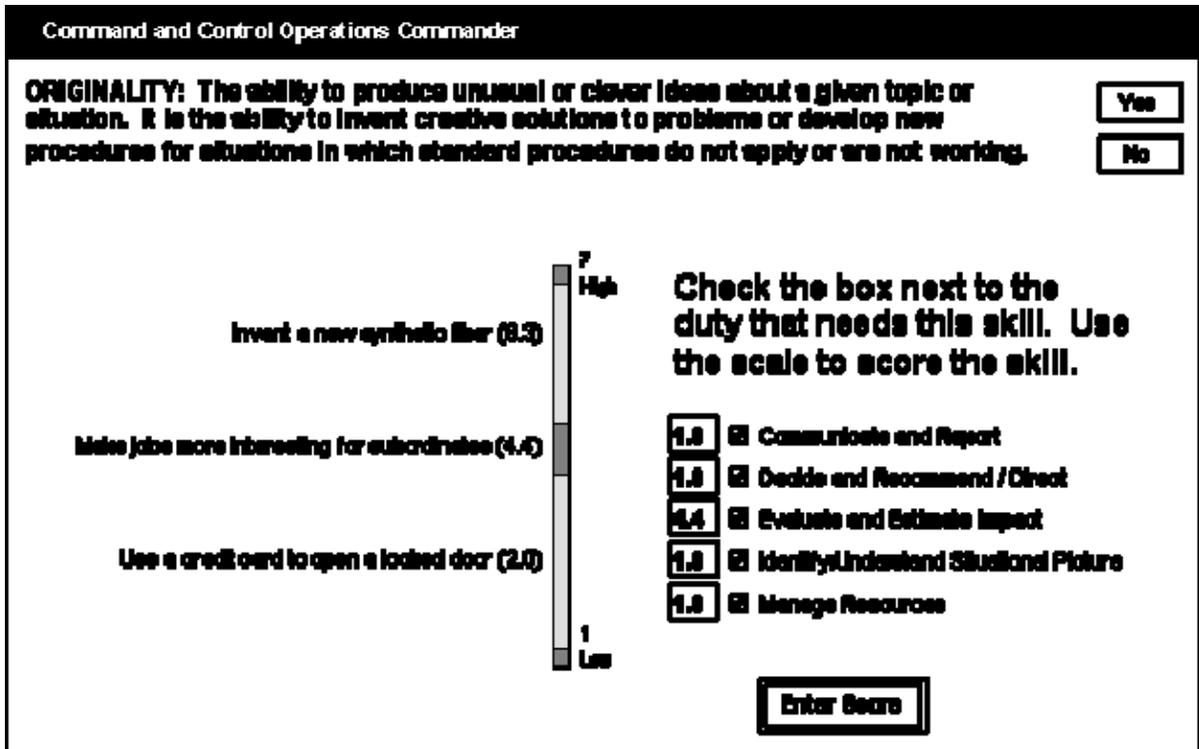 Command and Control Operations Commander
ORIGINALITY: The ability to produce unusual or clever ideas about a given topic or
situation. It is the ability to invent creative solutions to problems or develop new
procedures for situations in which standard procedures do not apply or are not working.
Yes
No
7
High
Invent a new synthetic fiber
Make jobs more interesting for subordinates (4.4)
Use a credit card to open a locked door (2.0)
1
Low
Check the box next to the
duty that needs this skill. Use
the scale to score the skill.
Communicate and Report
Decide and Recommend / Direct
4.4 Evaluate and Estimate Impact
Identify/Understand Situational Picture
Manage Resources
Enter Score